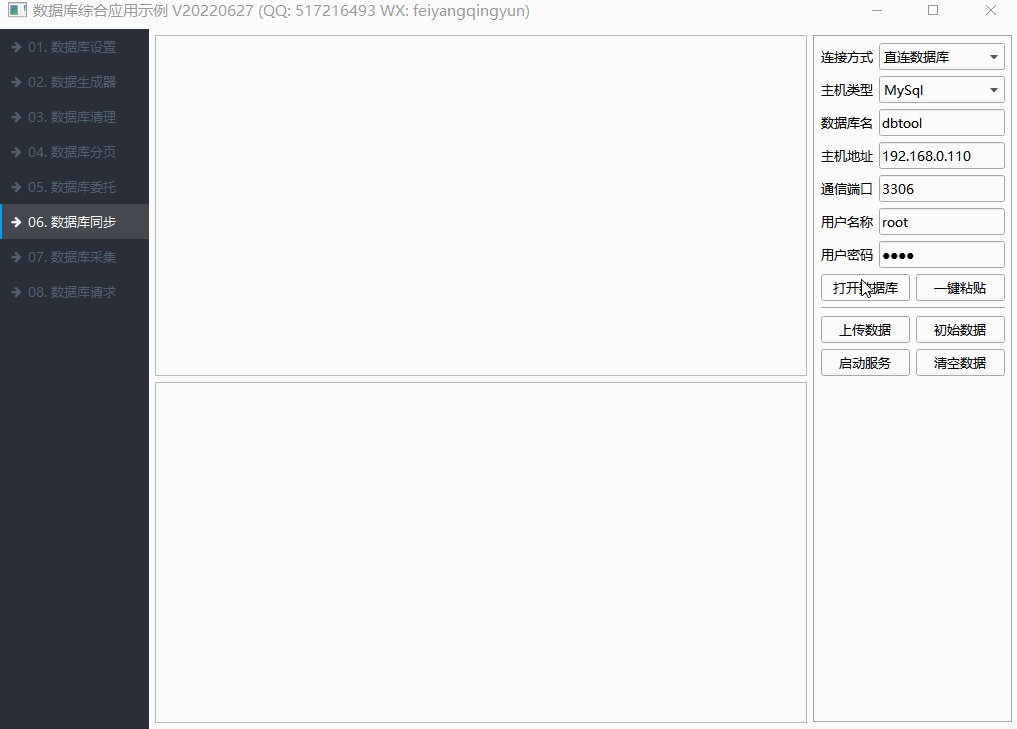 数据库综合应用示例 V20220627 (QQ: 517216493 WX: feiyangqingyun)
01. 数据库设置
02. 数据生成器
03. 数据库清理
04. 数据库分页
05. 数据库委托
06. 数据库同步
07. 数据库采集
08. 数据库请求
连接方式 直连数据库
主机类型 MySql
数据库名 dbtool
主机地址 192.168.0.110
通信端口 3306
用户名称 root
用户密码 ●●●●
打开数据库 一键粘贴
上传数据 初始数据
启动服务 清空数据